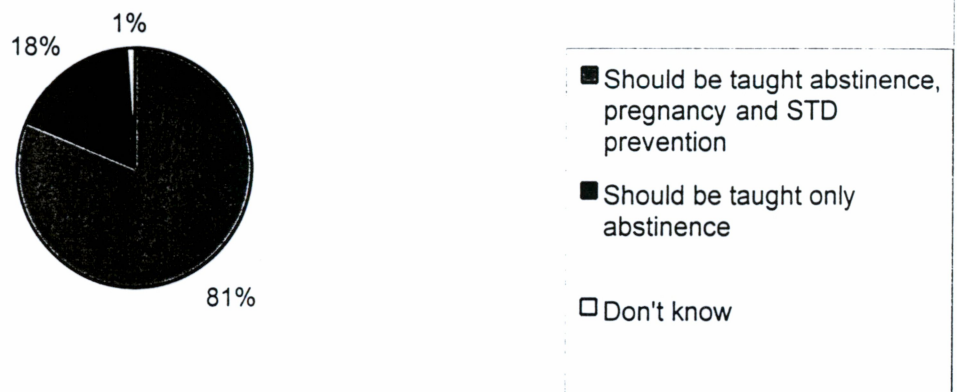 1%
18%
81%
Should be taught abstinence,
pregnancy and STD
prevention
Should be taught only
abstinence
Don't know